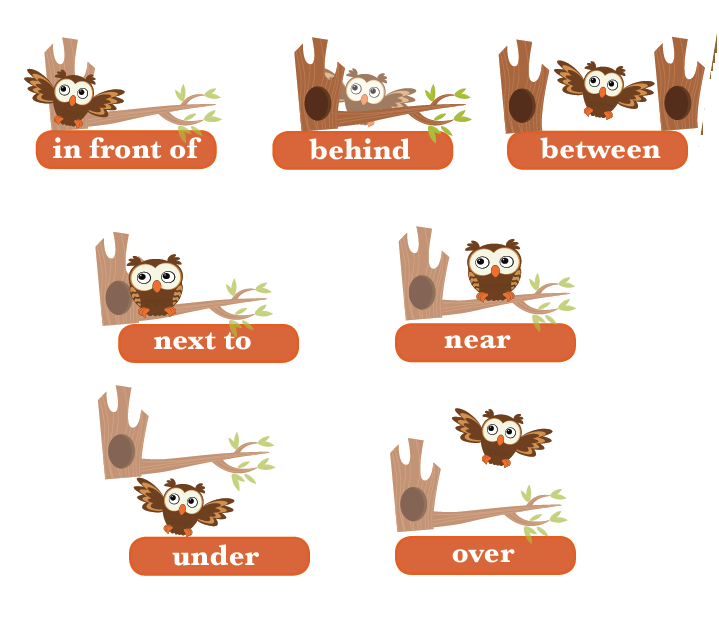 in front of
behind
between
next to
near
under
over